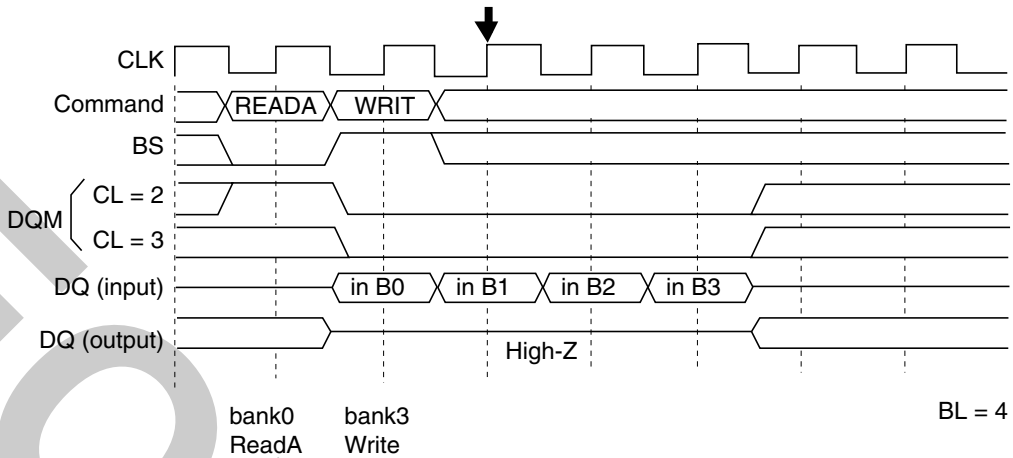 CLK
Command READA WRIT
BS
DQM
CL = 2
CL = 3
DQ (input) in B0 in B1 in B2 in B3
DQ (output)
High-Z
bank0 bank3 BL = 4
ReadA Write